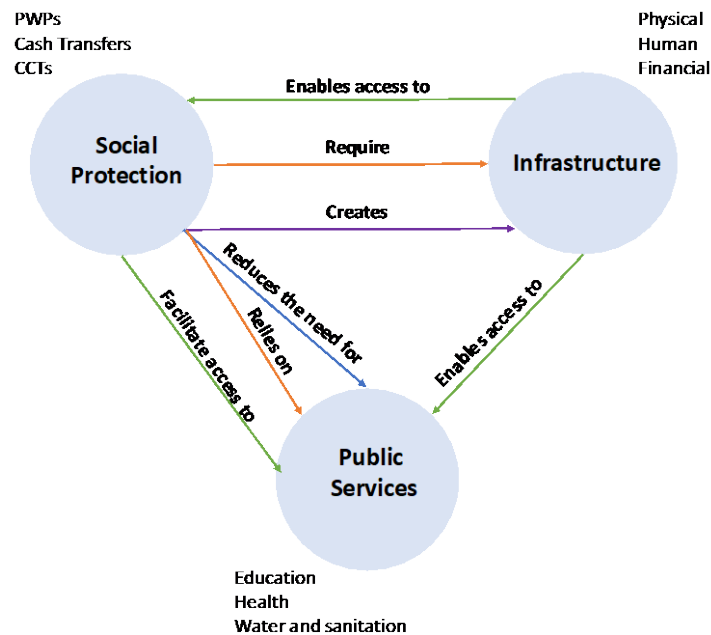 PWPs
Cash Transfers
CCTs
Physical
Human
Financial
Enables access to
Social
Protection
Require
Infrastructure
Creates
Reduces the need for
Relies on
Facilitate access to
Enables access to
Public
Services
Education
Health
Water and sanitation